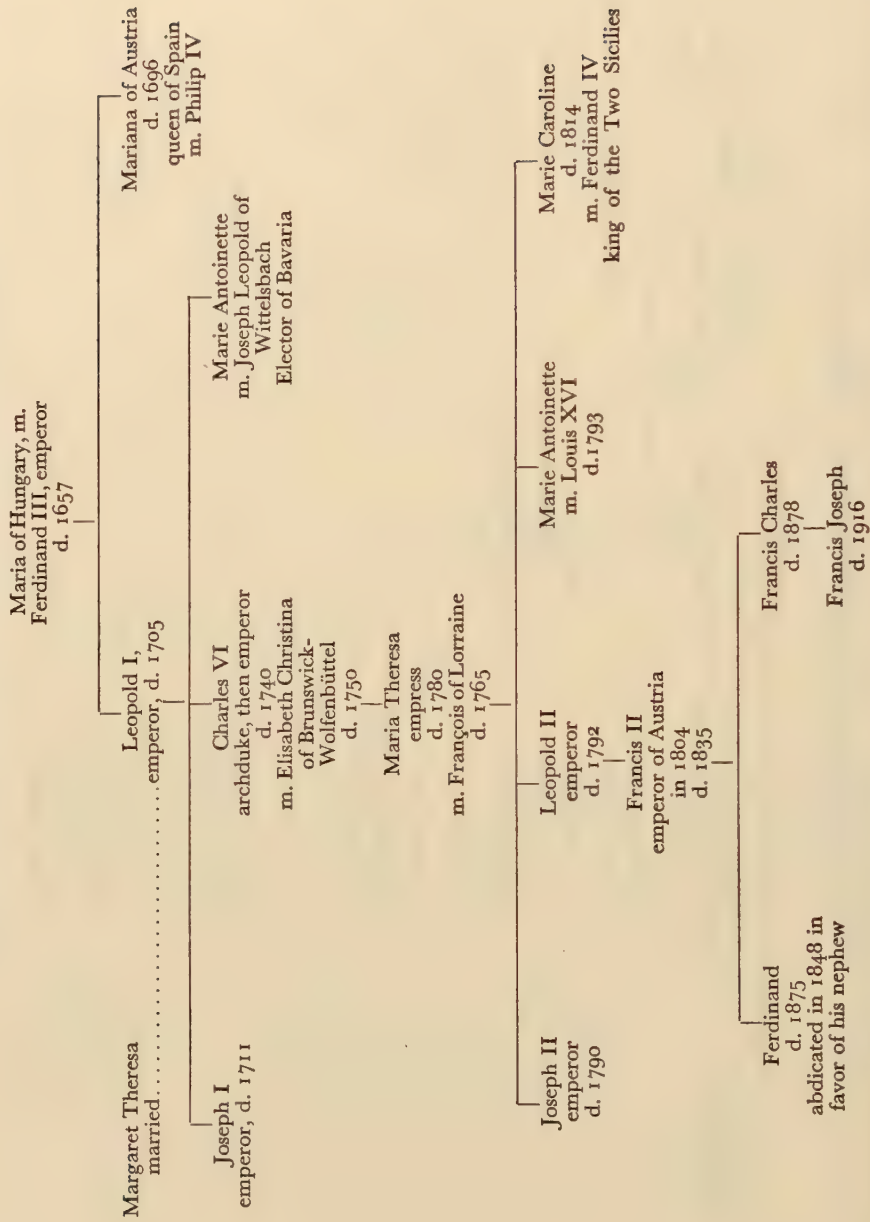 Maria of Hungary, m.
Ferdinand III, emperor
d. 1657
Margaret Theresa
married....................................
Leopold I,
emperor, d. 1705
Mariana of Austria
d. 1696
queen of Spain
m. Philip IV
Joseph I
emperor, d. 1711
Charles VI
archduke, then emperor
d. 1740
m. Elisabeth Christina
of Brunswick-
Wolfenbüttel
d. 1750
Marie Antoinette
m. Joseph Leopold of
Wittelsbach
Elector of Bavaria
Maria Theresa
empress
d. 1780
m. François of Lorraine
d. 1765
Joseph II
emperor
d. 1790
Leopold II
emperor
d. 1792
Marie Antoinette
m. Louis XVI
d.1793
Marie Caroline
d. 1814
m. Ferdinand IV
king of the Two Sicilies
Francis II
emperor of Austria
in 1804
d. 1835
Ferdinand
d. 1875
abdicated in 1848 in
favor of his nephew
Francis Charles
d. 1878
Francis Joseph
d. 1916